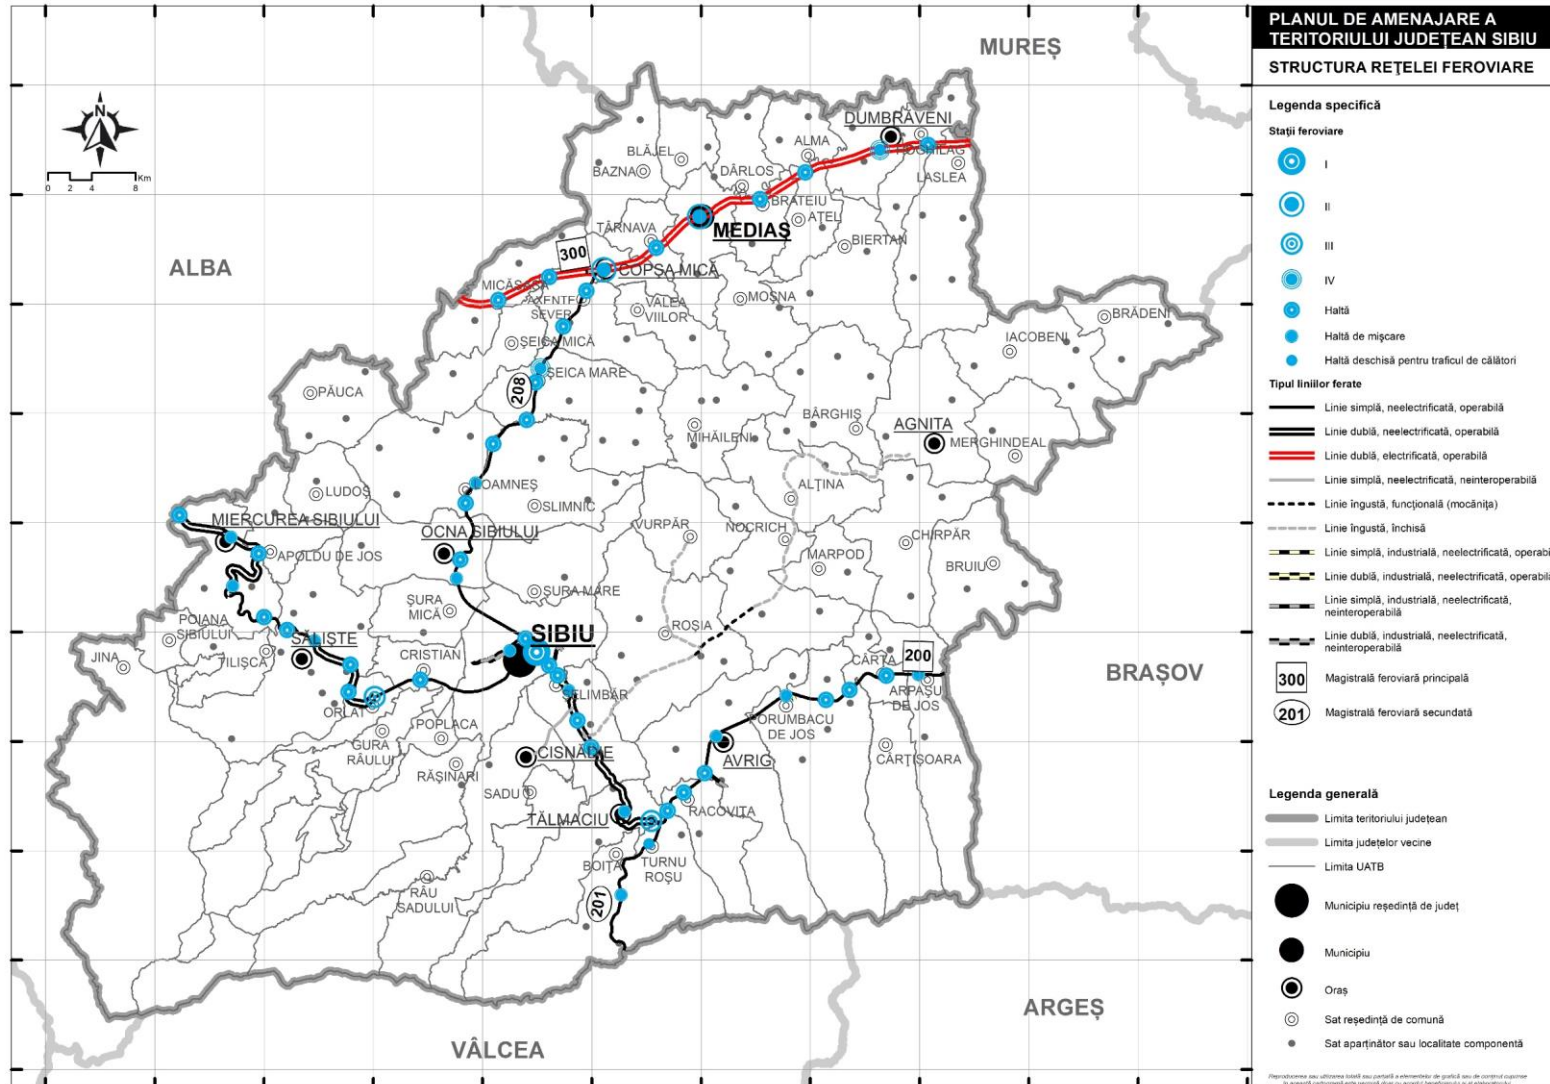 PLANUL DE AMENAJARE A
TERITORIULUI JUDEȚEAN SIBIU
STRUCTURA REȚELEI FEROVIARE
Legenda specifică
Stații feroviare
I
II
III
IV
Haltă
Haltă de mișcare
Haltă deschisă pentru traficul de călători
Tipul liniilor ferate
Linie simplă, neelectrificată, operabilă
Linie dublă, neelectrificată, operabilă
Linie dublă, electrificată, operabilă
Linie simplă, neelectrificată, neinteroperabilă
Linie îngustă, funcțională (mocănița)
Linie îngustă, închisă
Linie simplă, industrială, neelectrificată, operabi
Linie dublă, industrială, neelectrificată, operabil
Linie simplă, industrială, neelectrificată,
neinteroperabilă
Linie dublă, industrială, neelectrificată,
neinteroperabilă
300 Magistrală feroviară principală
201 Magistrală feroviară secundată
Legenda generală
Limita teritoriului județean
Limita județelor vecine
Limita UATB
Municipiu reședință de județ
Municipiu
Oraș
Sat reședință de comună
Sat aparținător sau localitate componentă
N
0 2 4 8 Km
MUREȘ
ALBA
BRAȘOV
ARGEȘ
VÂLCEA
DUMBRĂVENI
ALMA
HOGHILAG
LASLEA
BLĂJEL
BAZNA
DÂRLOS
BRATEIU
AȚEL
MEDIAȘ
BIERTAN
TÂRNAVA
300
COPȘA MICĂ
MICĂSASA
AXENTE
SEVER
VALEA
VIILOR
MOȘNA
BRĂDENI
IACOBENI
ȘEICA MICĂ
ȘEICA MARE
208
PĂUCA
BÂRGHIȘ
AGNITA
MERGHINDEAL
MIHĂILENI
LUDOȘ
LOAMNEȘ
SLIMNIC
ALȚINA
MIERCUREA SIBIULUI
OCNA SIBIULUI
VURPĂR
NOCRICH
CHIRPĂR
APOLDU DE JOS
MARPOD
BRUIU
ȘURA MARE
ȘURA
MICĂ
POIANA
SIBIULUI
SĂLIȘTE
SIBIU
ROȘIA
JINA
TILIȘCA
CRISTIAN
CÂRȚA
200
ȘELIMBĂR
ARPAȘU
DE JOS
ORLAT
POPLACA
PORUMBACU
DE JOS
GURA
RÂULUI
CISNĂDIE
AVRIG
CÂRȚIȘOARA
RĂȘINARI
SADU
TĂLMACIU
RACOVIȚA
BOIȚA
TURNU
ROȘU
RÂU
SADULUI
201